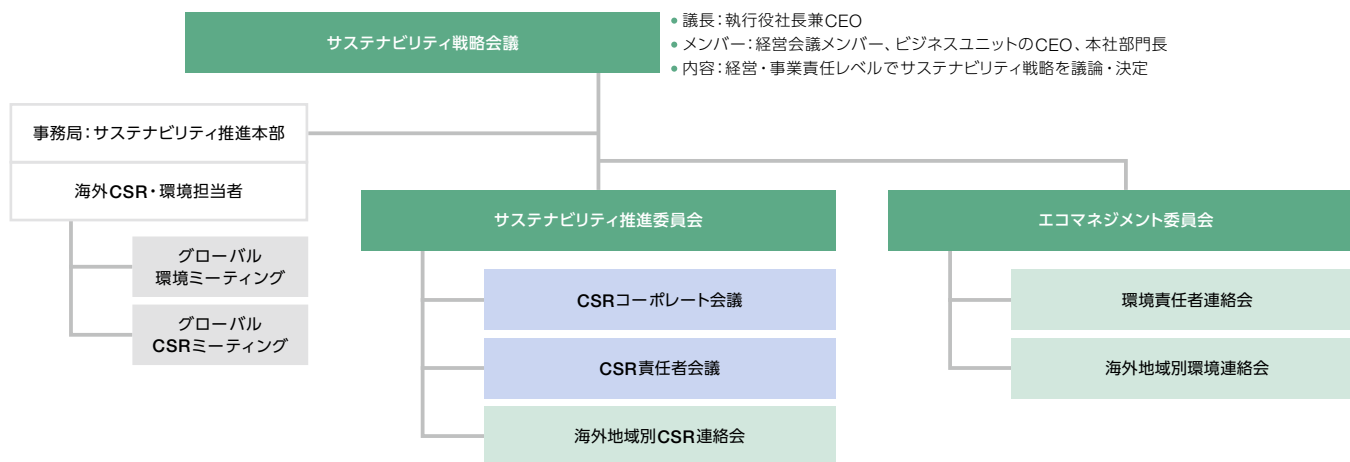 サステナビリティ戦略会議
• 議長：執行役社長兼CEO
• メンバー：経営会議メンバー、ビジネスユニットのCEO、本社部門長
• 内容：経営・事業責任レベルでサステナビリティ戦略を議論・決定
事務局：サステナビリティ推進本部
海外CSR・環境担当者
グローバル
環境ミーティング
グローバル
CSRミーティング
サステナビリティ推進委員会
CSRコーポレート会議
CSR責任者会議
海外地域別CSR連絡会
エコマネジメント委員会
環境責任者連絡会
海外地域別環境連絡会